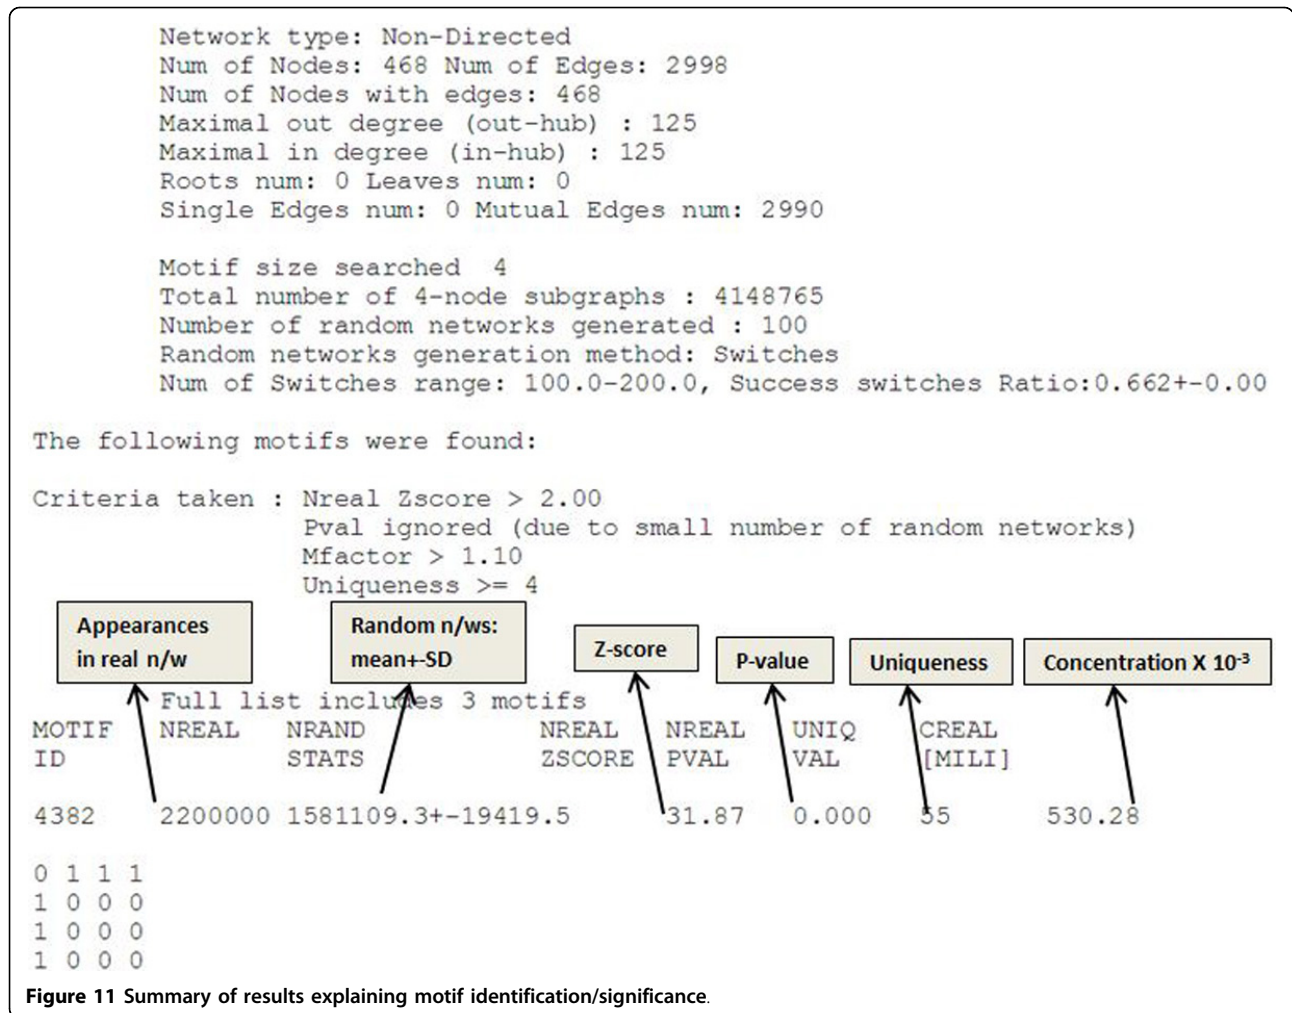 Network type: Non-Directed
Num of Nodes: 468 Num of Edges: 2998
Num of Nodes with edges: 468
Maximal out degree (out-hub) : 125
Maximal in degree (in-hub) : 125
Roots num: 0 Leaves num: 0
Single Edges num: 0 Mutual Edges num: 2990
Motif size searched 4
Total number of 4-node subgraphs : 4148765
Number of random networks generated : 100
Random networks generation method: Switches
Num of Switches range: 100.0-200.0, Success switches Ratio:0.662+-0.00
The following motifs were found:
Criteria taken : Nreal Zscore > 2.00
Pval ignored (due to small number of random networks)
Mfactor > 1.10
Uniqueness >= 4
Appearances
in real n/w
Random n/ws:
mean+-SD
Z-score
P-value
Uniqueness
Concentration X 10-3
Full list includes 3 motifs
MOTIF NREAL NRAND NREAL NREAL UNIQ CREAL
ID STATS ZSCORE PVAL VAL [MILI]
4382 2200000 1581109.3+-19419.5 31.87 0.000 55 530.28
0 1 1 1
1 0 0 0
1 0 0 0
1 0 0 0
Figure 11 Summary of results explaining motif identification/significance.